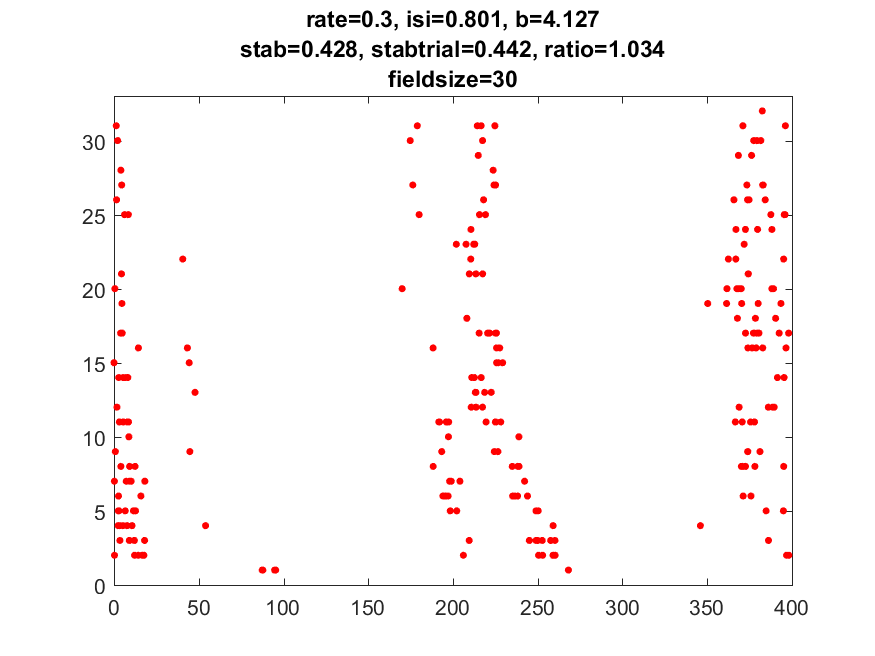 rate=0.3, isi=0.801, b=4.127
stab=0.428, stabtrial=0.442, ratio=1.034
fieldsize=30
30
25
20
15
10
5
0
0 50 100 150 200 250 300 350 400